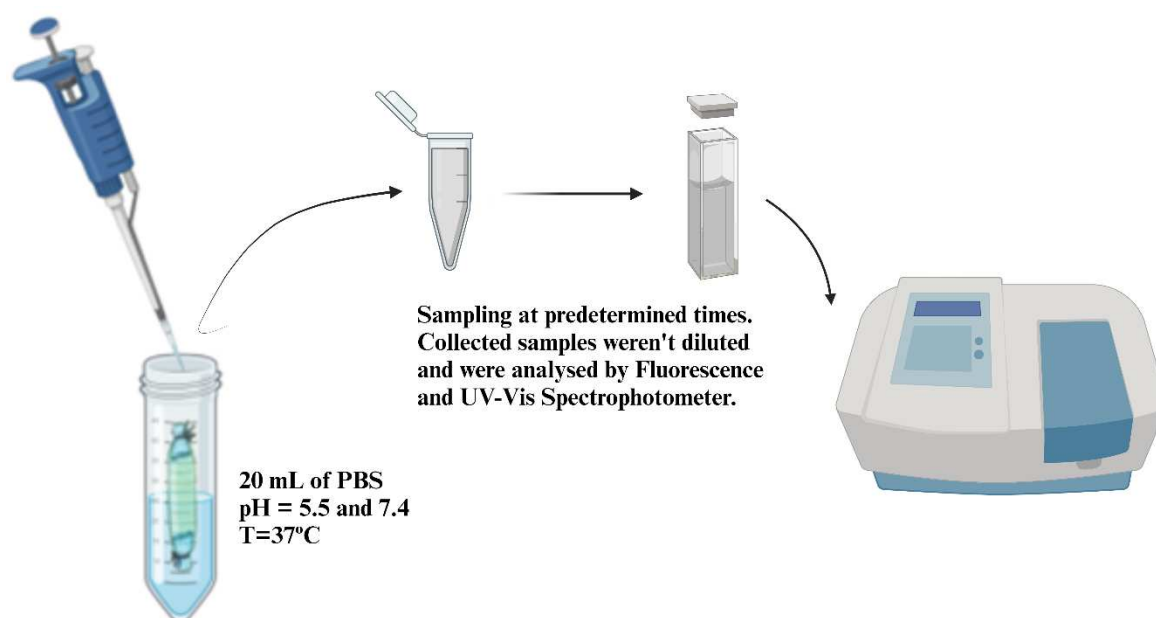 Sampling at predetermined times.
Collected samples weren't diluted
and were analysed by Fluorescence
and UV-Vis Spectrophotometer.
20 mL of PBS
pH = 5.5 and 7.4
T=37ºC